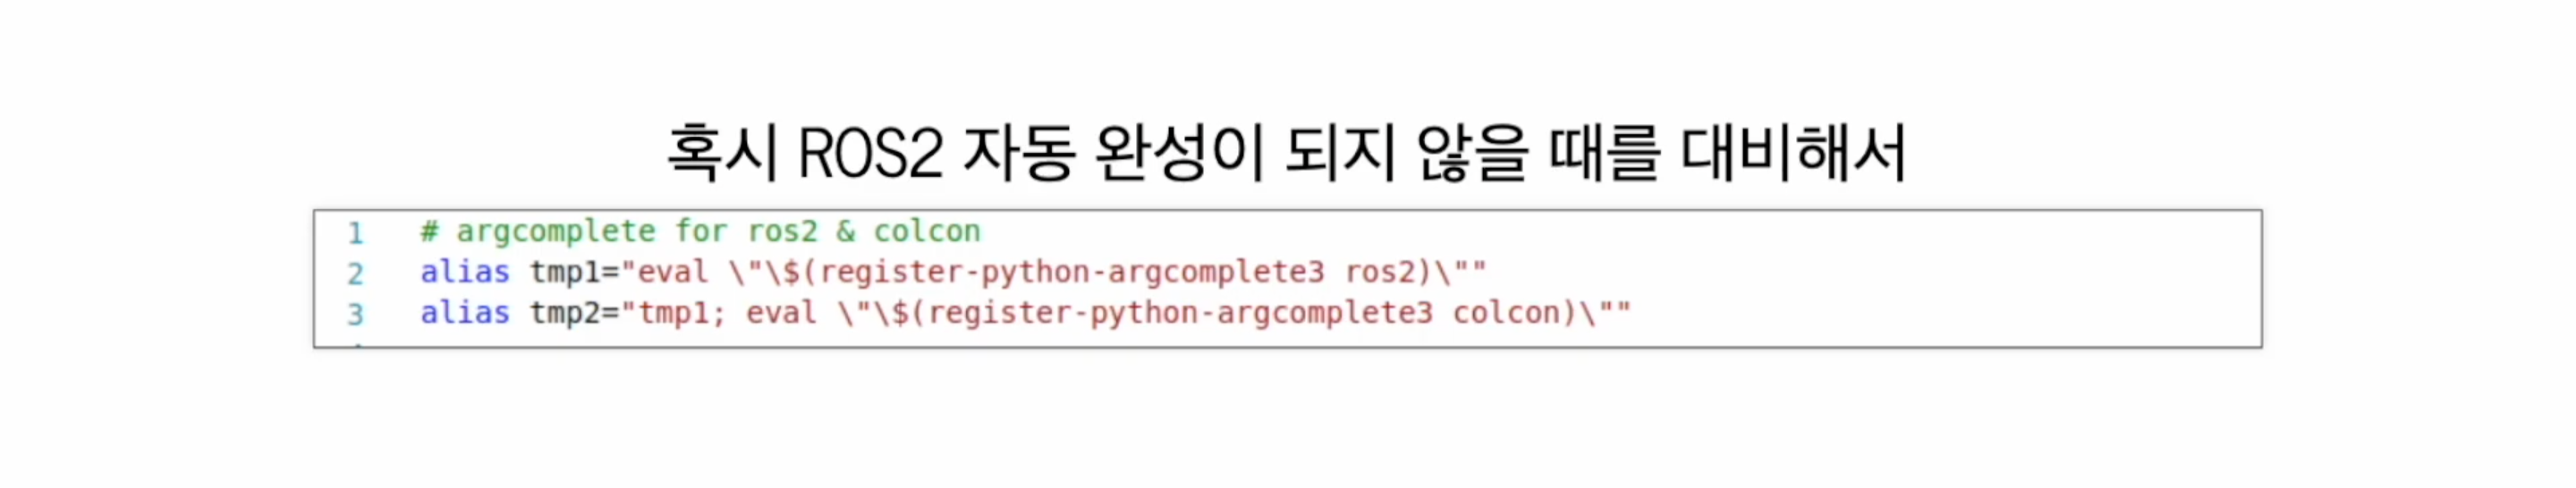 혹시 ROS2 자동 완성이 되지 않을 때를 대비해서
1 # argcomplete for ros2 & colcon
2 alias tmp1="eval \"\$(register-python-argcomplete3 ros2)\""
3 alias tmp2="tmp1; eval \"\$(register-python-argcomplete3 colcon)\""